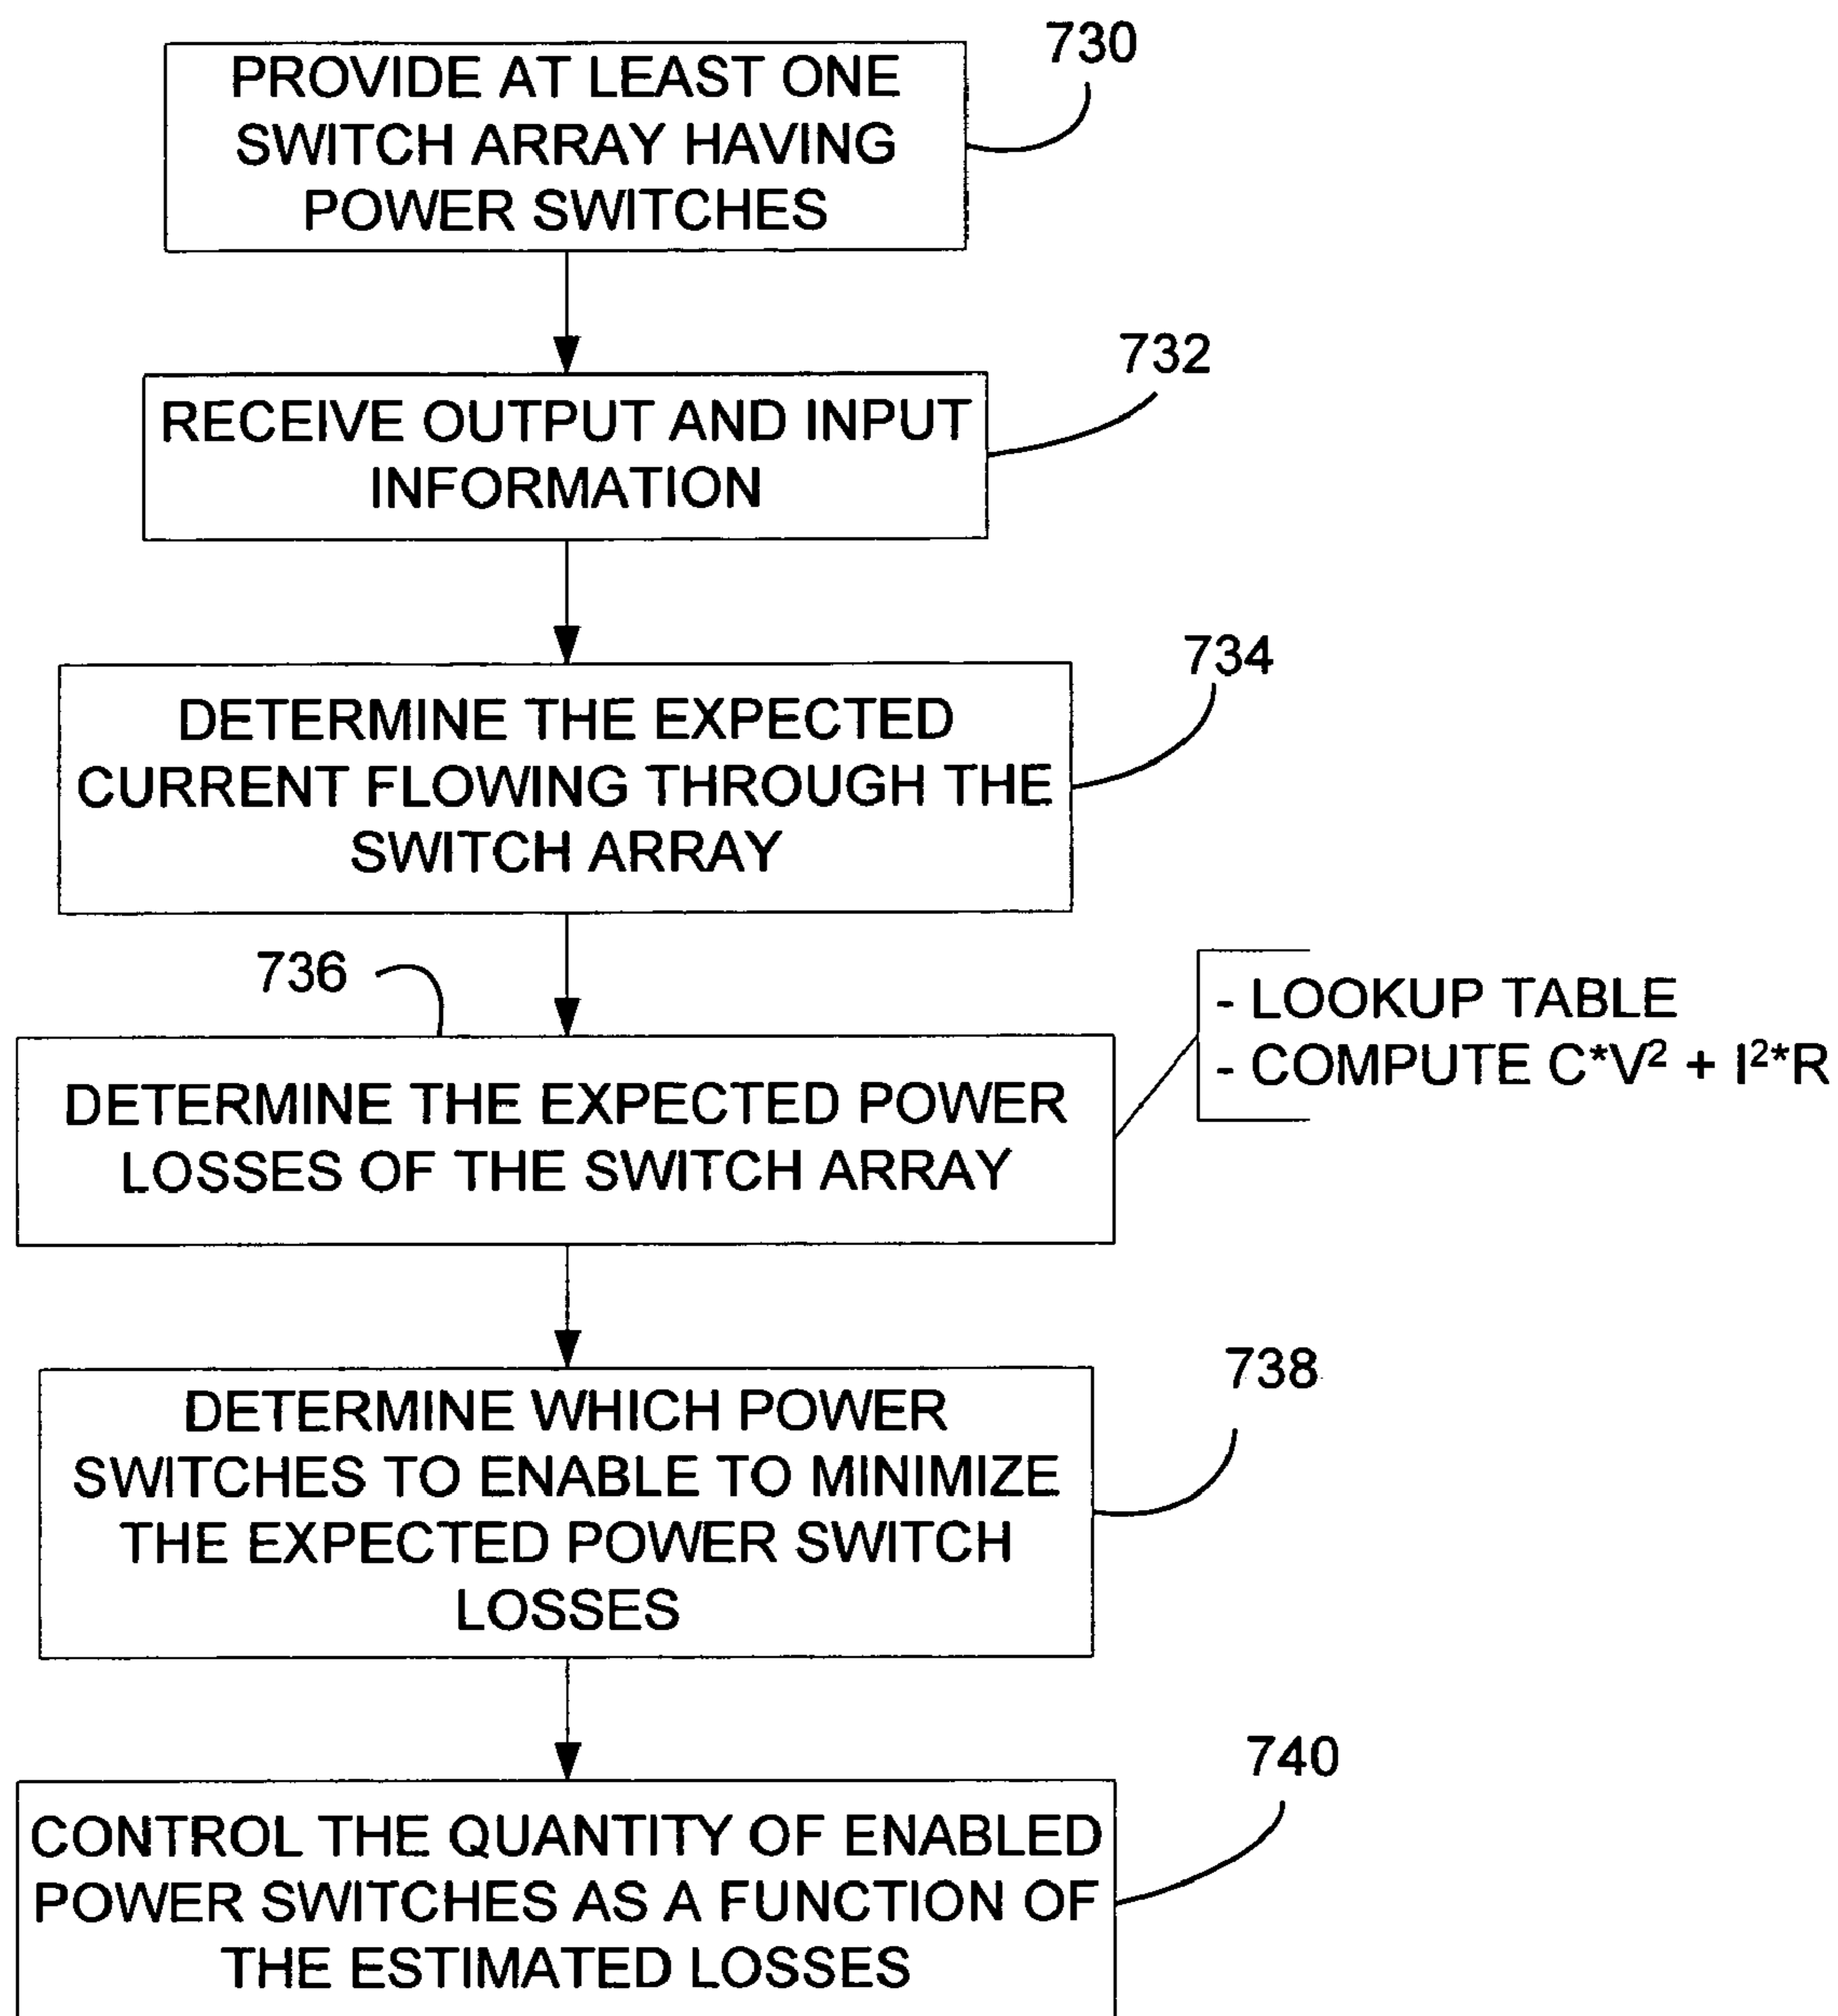 730
PROVIDE AT LEAST ONE
SWITCH ARRAY HAVING
POWER SWITCHES
732
RECEIVE OUTPUT AND INPUT
INFORMATION
734
DETERMINE THE EXPECTED
CURRENT FLOWING THROUGH THE
SWITCH ARRAY
736
- LOOKUP TABLE
- COMPUTE C*V² + I²*R
DETERMINE THE EXPECTED POWER
LOSSES OF THE SWITCH ARRAY
738
DETERMINE WHICH POWER
SWITCHES TO ENABLE TO MINIMIZE
THE EXPECTED POWER SWITCH
LOSSES
740
CONTROL THE QUANTITY OF ENABLED
POWER SWITCHES AS A FUNCTION OF
THE ESTIMATED LOSSES